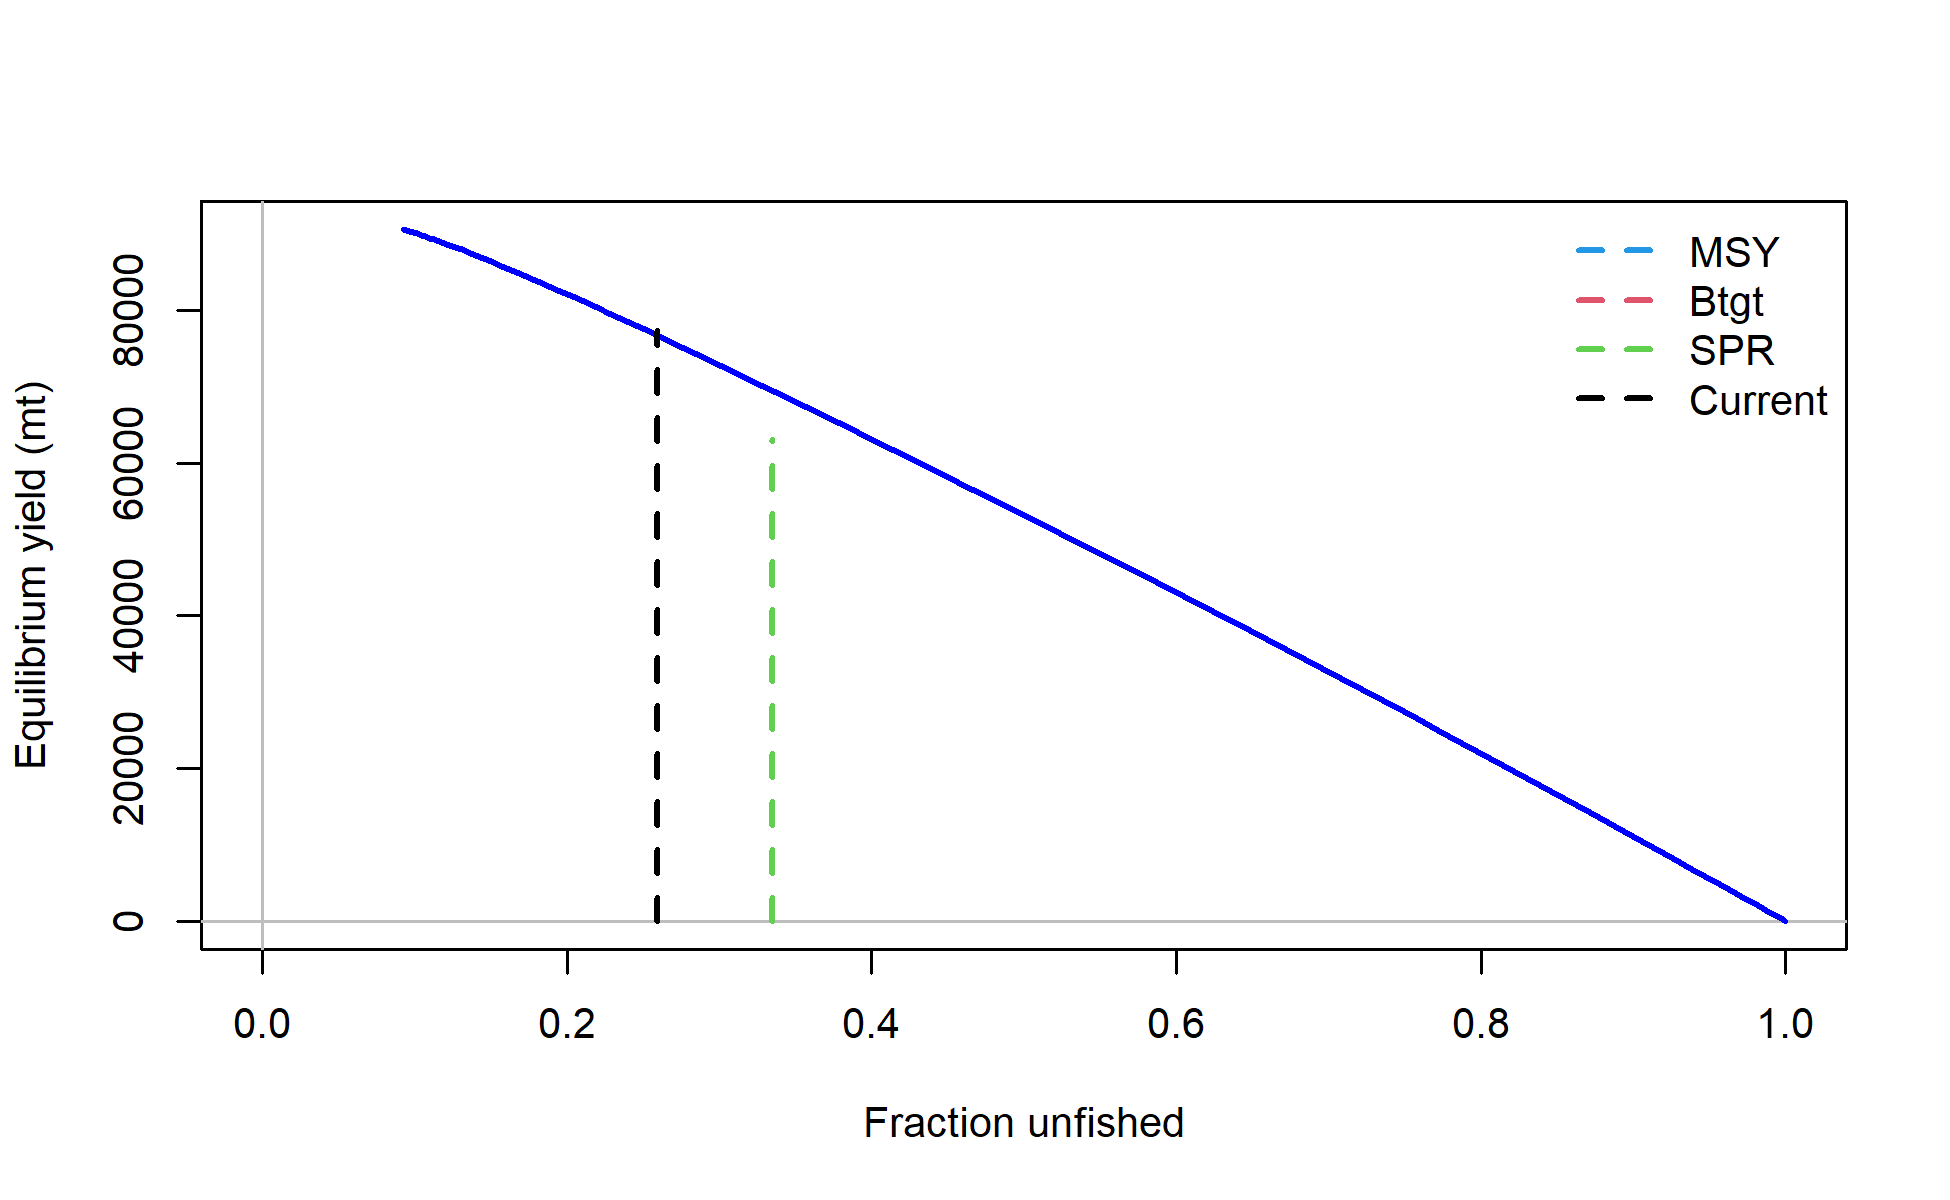 MSY
Btgt
SPR
Current
Equilibrium yield (mt)
80000
60000
40000
20000
0
0.0 0.2 0.4 0.6 0.8 1.0
Fraction unfished